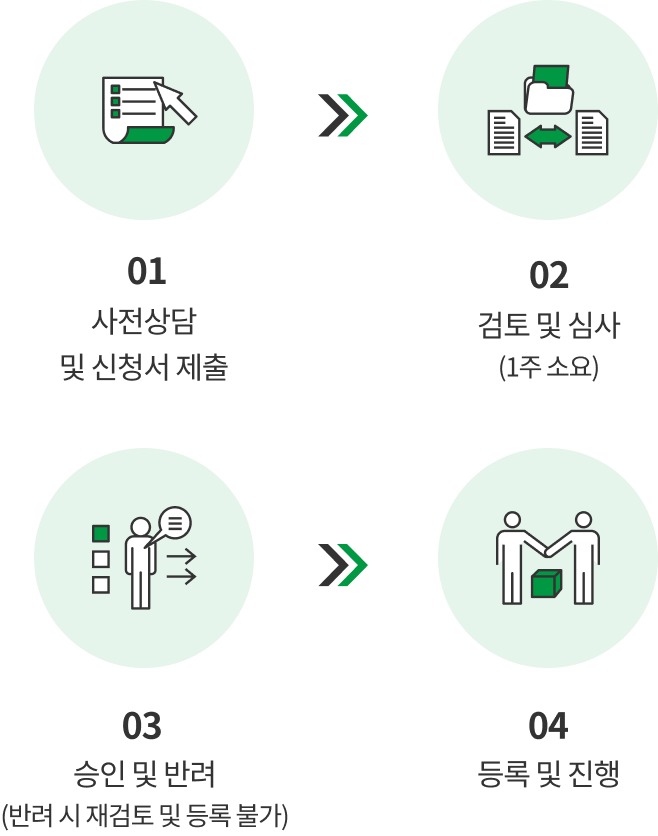 01
사전상담
및 신청서 제출
02
검토 및 심사
(1주 소요)
03
승인 및 반려
(반려 시 재검토 및 등록 불가)
04
등록 및 진행